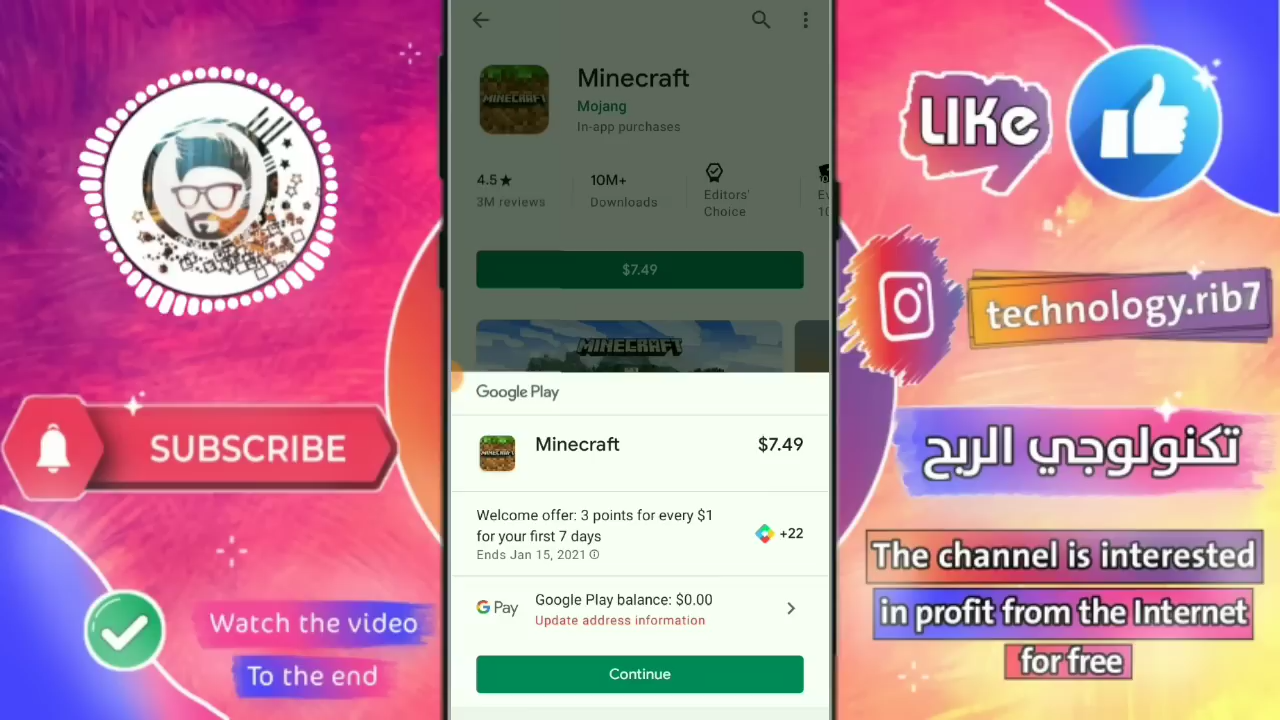 SUBSCRIBE
Watch the video
To the end
Minecraft
Mojang
In-app purchases
4.5★
3M reviews
10M+
Downloads
Editors'
Choice
$7.49
MINECRAFT
Google Play
Minecraft
$7.49
Welcome offer: 3 points for every $1
for your first 7 days
Ends Jan 15, 2021
+22
G Pay
Google Play balance: $0.00
Update address information
Continue
LIKe
technology.rib7
تكنولوجي الربح
The channel is interested
in profit from the Internet
for free